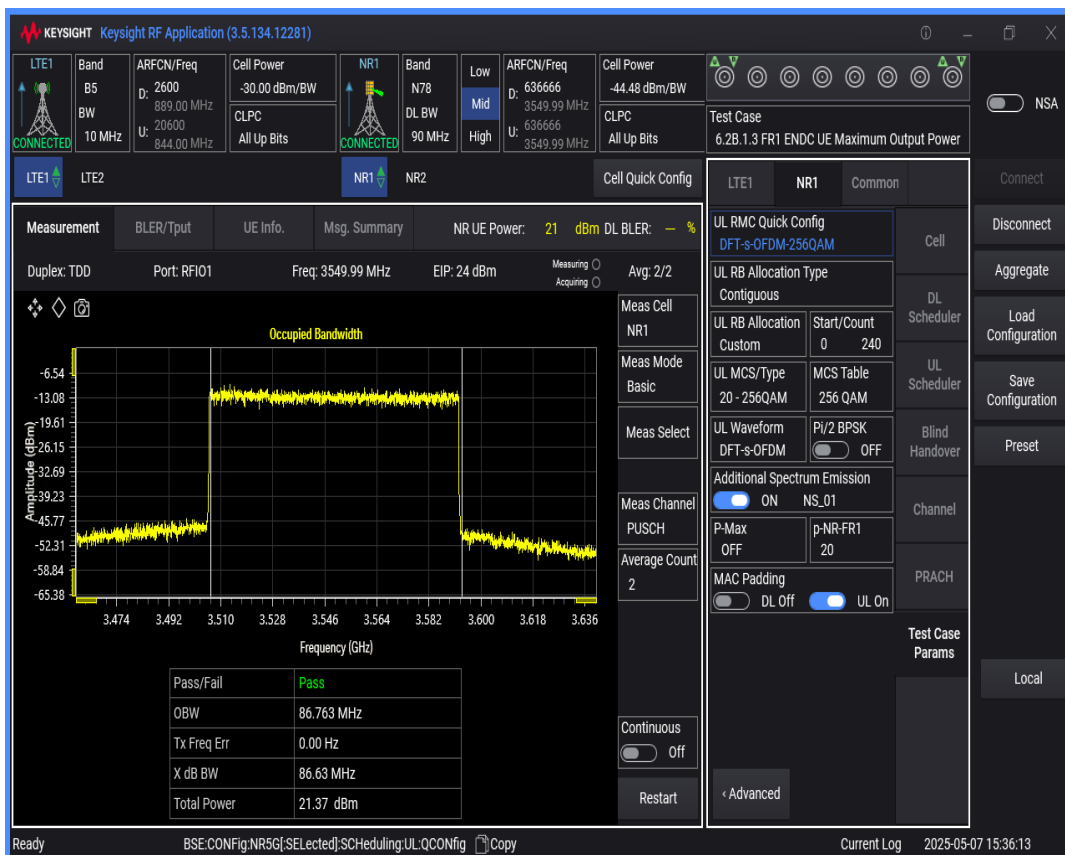 KEYSIGHT Keysight RF Application (3.5.134.12281)
LTE1 Band ARFCN/Freq Cell Power NR1 Band Low ARFCN/Freq Cell Power
B5 D: 2600 -30.00 dBm/BW N78 D: 636666 -44.48 dBm/BW
889.00 MHz 3549.99 MHz
BW CLPC DL BW Mid CLPC Test Case
U: 20600 U: 636666
CONNECTED 10 MHz 844.00 MHz All Up Bits CONNECTED 90 MHz High 3549.99 MHz All Up Bits 6.2B.1.3 FR1 ENDC UE Maximum Output Power
NSA
LTE1 LTE2 NR1 NR2 Cell Quick Config
Measurement BLER/Tput UE Info. Msg. Summary NR UE Power: 21 dBm DL BLER: — %
Duplex: TDD Port: RFIO1 Freq: 3549.99 MHz EIP: 24 dBm Measuring Avg: 2/2
Acquiring
Occupied Bandwidth
Amplitude (dBm)
-6.54
-13.08
-19.61
-26.15
-32.69
-39.23
-45.77
-52.31
-58.84
-65.38
3.474 3.492 3.510 3.528 3.546 3.564 3.582 3.600 3.618 3.636
Frequency (GHz)
Pass/Fail Pass
OBW 86.763 MHz
Tx Freq Err 0.00 Hz
X dB BW 86.63 MHz
Total Power 21.37 dBm
Meas Cell
NR1
Meas Mode
Basic
Meas Select
Meas Channel
PUSCH
Average Count
2
Continuous
Off
Restart
LTE1 NR1 Common
UL RMC Quick Config
DFT-s-OFDM-256QAM
UL RB Allocation Type
Contiguous
UL RB Allocation Start/Count
Custom 0 240
UL MCS/Type MCS Table
20 - 256QAM 256 QAM
UL Waveform Pi/2 BPSK
DFT-s-OFDM OFF
Additional Spectrum Emission
ON NS_01
P-Max p-NR-FR1
OFF 20
MAC Padding
DL Off UL On
‹ Advanced
Cell
DL
Scheduler
UL
Scheduler
Blind
Handover
Channel
PRACH
Test Case
Params
Connect
Disconnect
Aggregate
Load
Configuration
Save
Configuration
Preset
Local
Ready BSE:CONFig:NR5G[:SELected]:SCHeduling:UL:QCONfig Copy Current Log 2025-05-07 15:36:13